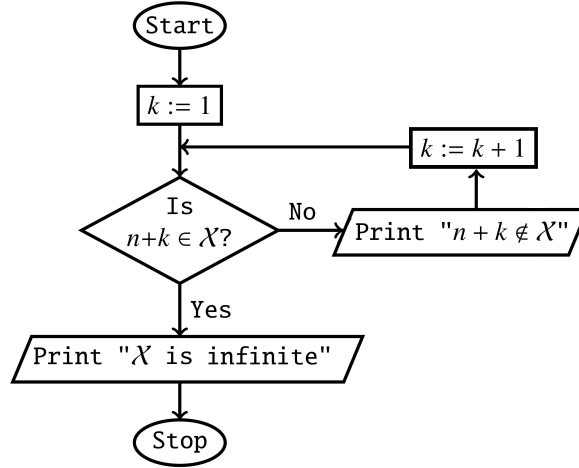 Start
k := 1
k := k + 1
Is
n+k ∈ 𝒳?
No
Print "n + k ∉ 𝒳"
Yes
Print "𝒳 is infinite"
Stop